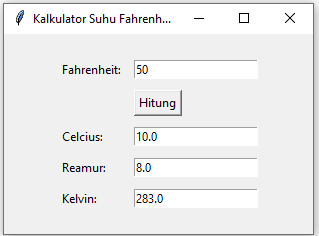 Kalkulator Suhu Fahrenh...
Fahrenheit: 50
Hitung
Celcius: 10.0
Reamur: 8.0
Kelvin: 283.0